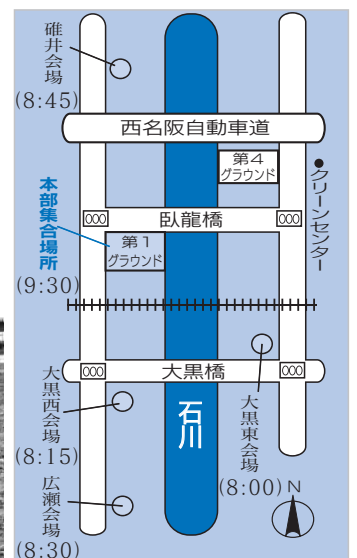 碓井会場
(8:45)
西名阪自動車道
第4
グラウンド
●クリーンセンター
本部集合場所
(9:30)
臥龍橋
第1
グラウンド
大黒橋
石川
大黒西会場
(8:15)
大黒東会場
(8:00)
広瀬会場
(8:30)
N